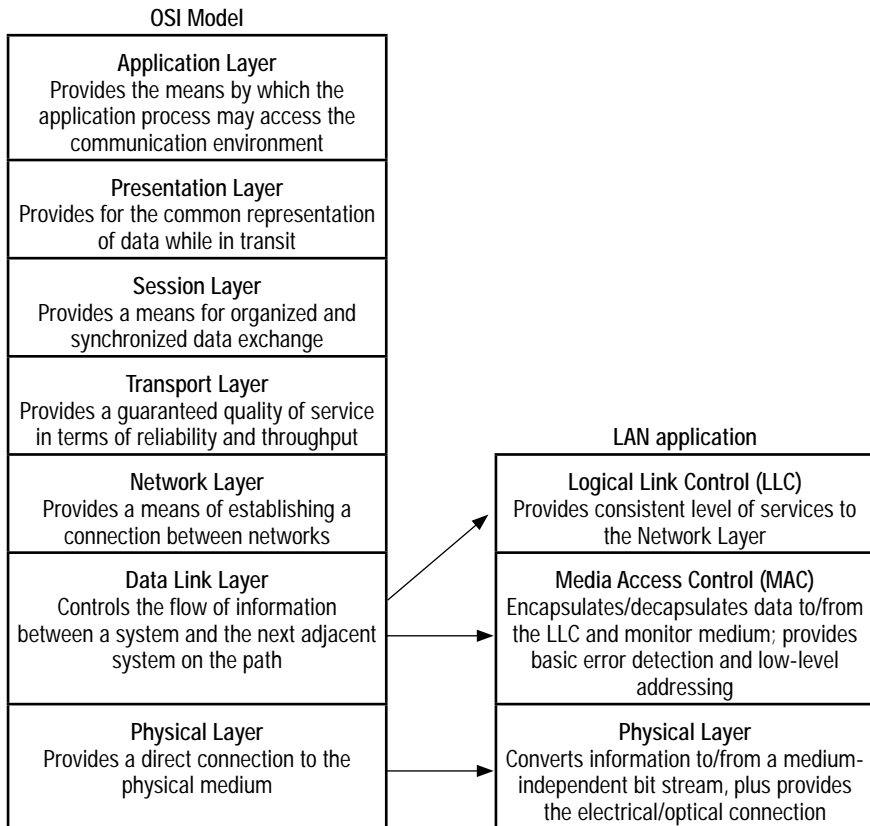 OSI Model
Application Layer
Provides the means by which the
application process may access the
communication environment
Presentation Layer
Provides for the common representation
of data while in transit
Session Layer
Provides a means for organized and
synchronized data exchange
Transport Layer
Provides a guaranteed quality of service
in terms of reliability and throughput
Network Layer
Provides a means of establishing a
connection between networks
Data Link Layer
Controls the flow of information
between a system and the next adjacent
system on the path
Physical Layer
Provides a direct connection to the
physical medium
LAN application
Logical Link Control (LLC)
Provides consistent level of services to
the Network Layer
Media Access Control (MAC)
Encapsulates/decapsulates data to/from
the LLC and monitor medium; provides
basic error detection and low-level
addressing
Physical Layer
Converts information to/from a medium-
independent bit stream, plus provides
the electrical/optical connection